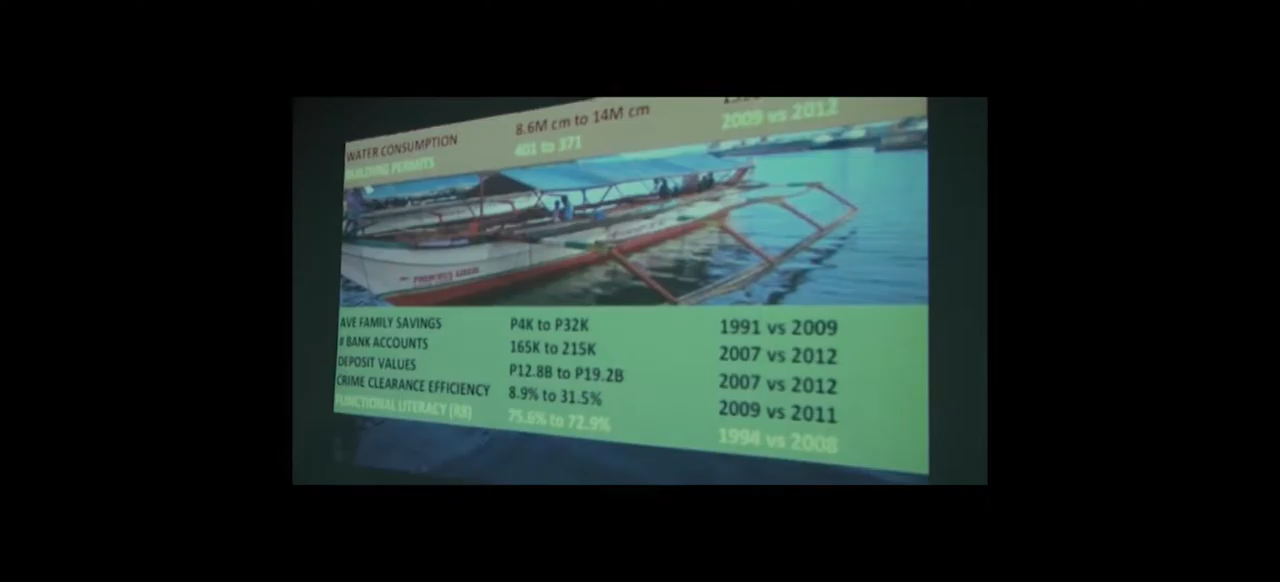 WATER CONSUMPTION 8.6M cm to 14M cm
BUILDING PERMITS 401 to 371 2009 vs 2012
AVE FAMILY SAVINGS P4K to P32K 1991 vs 2009
# BANK ACCOUNTS 165K to 215K 2007 vs 2012
DEPOSIT VALUES P12.8B to P19.2B 2007 vs 2012
CRIME CLEARANCE EFFICIENCY 8.9% to 31.5% 2009 vs 2011
FUNCTIONAL LITERACY (R8) 75.6% to 72.9% 1994 vs 2008